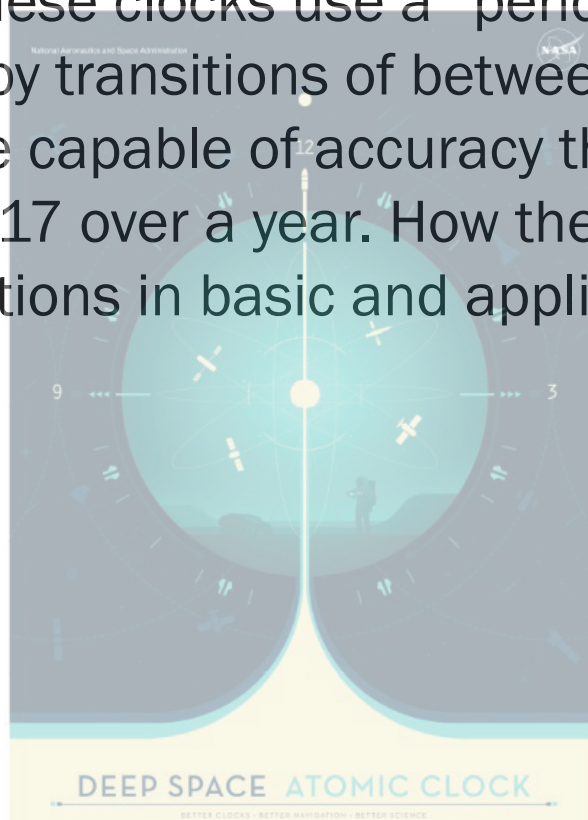 these clocks use a "pend
National Aeronautics and Space Administration
NASA
by transitions of betwee
12
e capable of accuracy th
17 over a year. How the
tions in basic and appli
9
3
DEEP SPACE ATOMIC CLOCK
BETTER CLOCKS • BETTER NAVIGATION • BETTER SCIENCE